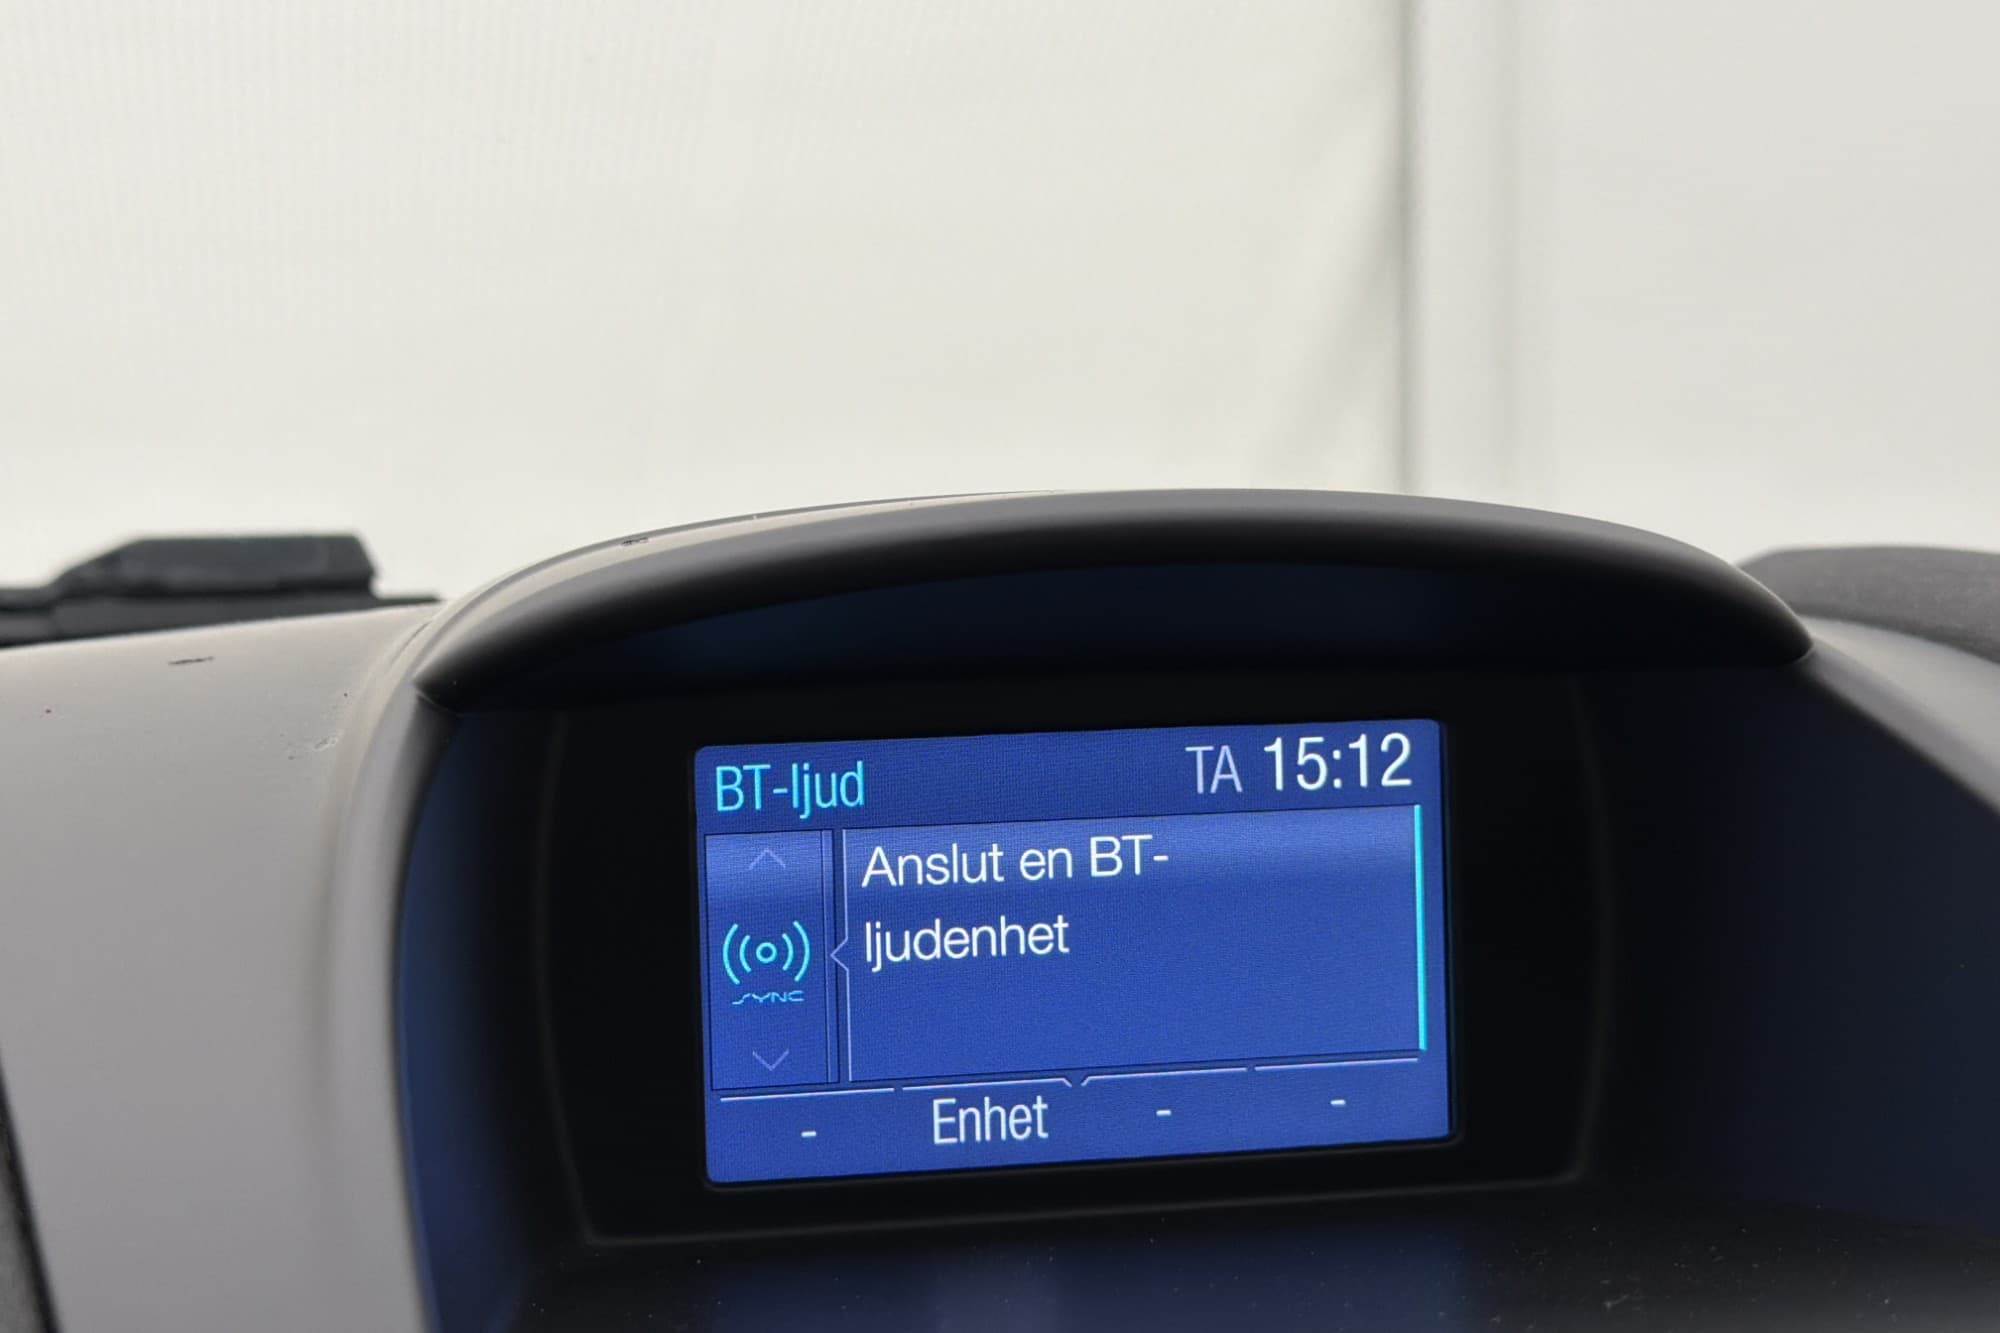 BT-ljud TA 15:12
Anslut en BT-
ljudenhet
SYNC
- Enhet - -